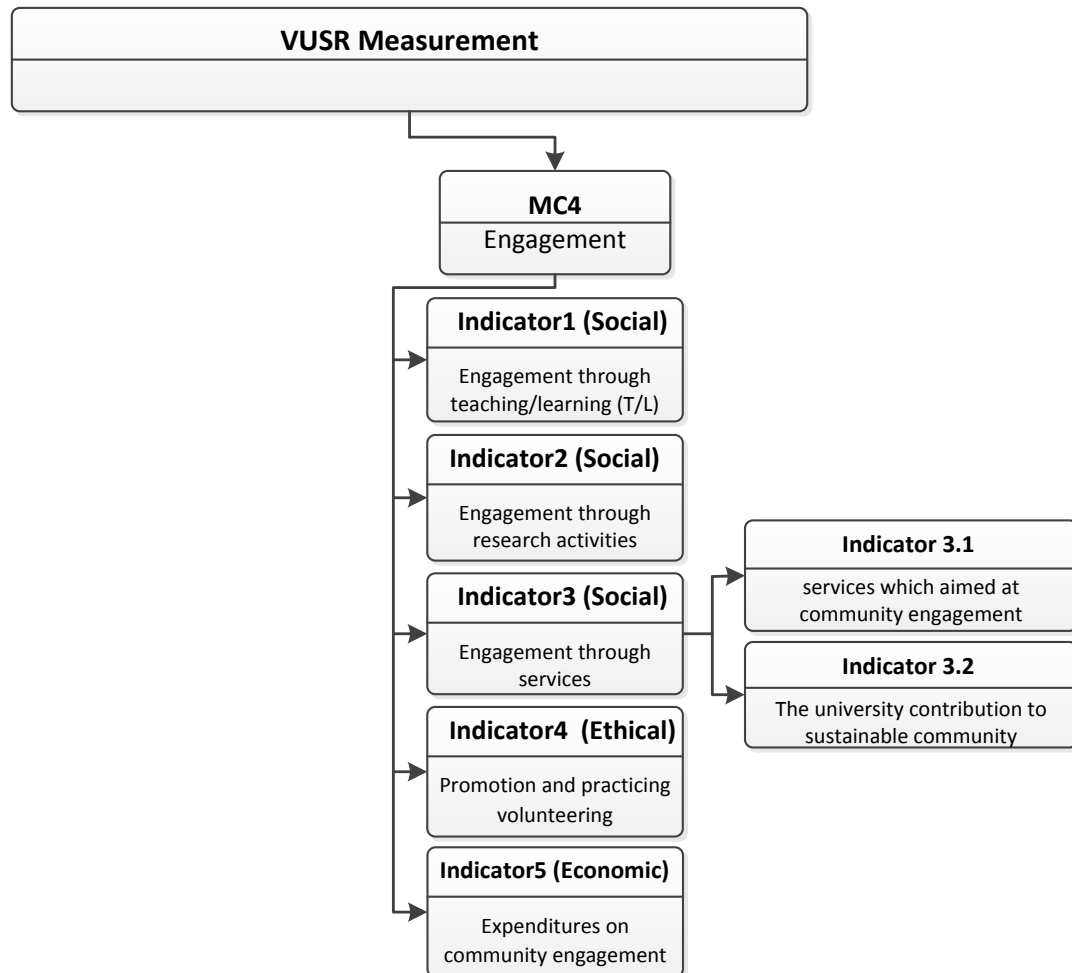 VUSR Measurement
MC4
Engagement
Indicator1 (Social)
Engagement through
teaching/learning (T/L)
Indicator2 (Social)
Engagement through
research activities
Indicator3 (Social)
Engagement through
services
Indicator 3.1
services which aimed at
community engagement
Indicator 3.2
The university contribution to
sustainable community
Indicator4  (Ethical)
Promotion and practicing
volunteering
Indicator5 (Economic)
Expenditures on
community engagement